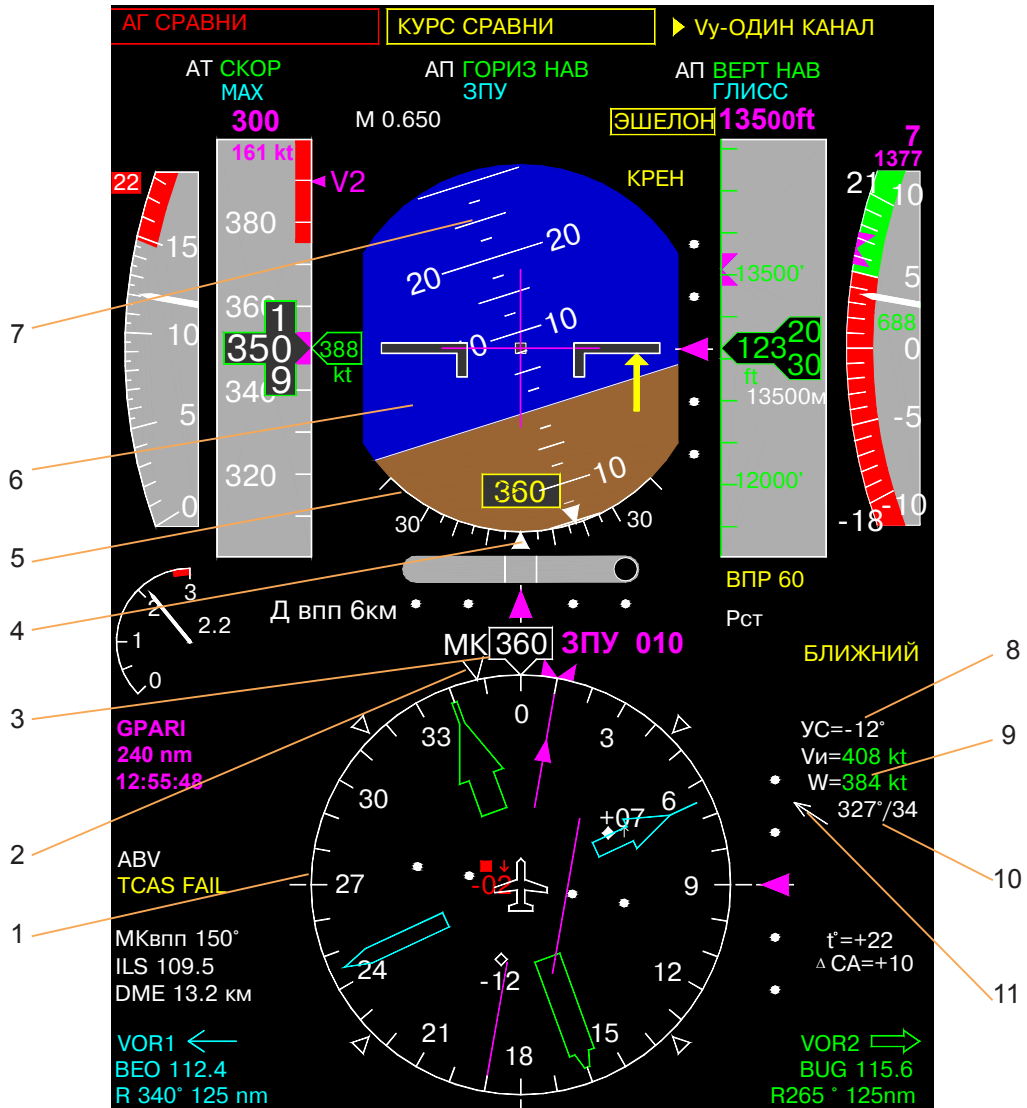 АГ СРАВНИ
КУРС СРАВНИ
Vy-ОДИН КАНАЛ
АТ СКОР
МАХ
АП ГОРИЗ НАВ
ЗПУ
АП ВЕРТ НАВ
ГЛИСС
300
М 0.650
ЭШЕЛОН 13500ft
161 kt
7
1377
22
V2
КРЕН
21
10
15
380
20
20
13500'
5
7
360
1
10
10
688
10
350
388
kt
123
20
30
ft
0
340
9
13500м
5
320
10
-5
6
360
12000'
0
30
30
-18
-10
5
3
2
2.2
1
0
4
Д впп 6км
ВПР 60
Рст
МК 360 ЗПУ 010
БЛИЖНИЙ
8
3
GPARI
240 nm
12:55:48
0
33
3
УС=-12°
Vи=408 kt
W=384 kt
327°/34
9
30
6
+07
2
10
ABV
TCAS FAIL
-02
27
9
1
МКвпп 150°
ILS 109.5
DME 13.2 км
24
-12
12
t°=+22
Δ СА=+10
11
21
18
15
VOR1
BEO 112.4
R 340° 125 nm
VOR2
BUG 115.6
R265 ° 125nm